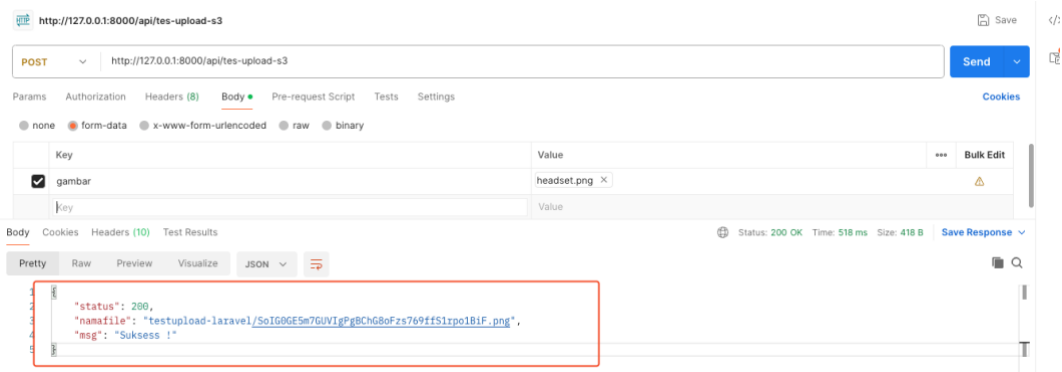 HTTP http://127.0.0.1:8000/api/tes-upload-s3 Save
POST http://127.0.0.1:8000/api/tes-upload-s3 Send
Params Authorization Headers (8) Body Pre-request Script Tests Settings Cookies
none form-data x-www-form-urlencoded raw binary
Key Value Bulk Edit
gambar headset.png
Key Value
Body Cookies Headers (10) Test Results Status: 200 OK Time: 518 ms Size: 418 B Save Response
Pretty Raw Preview Visualize JSON
1 {
2 "status": 200,
3 "namafile": "testupload-laravel/SoIG0GE5m7GUVIgPgBChG8oFzs769ffS1rpo1BiF.png",
4 "msg": "Suksess !"
5 }